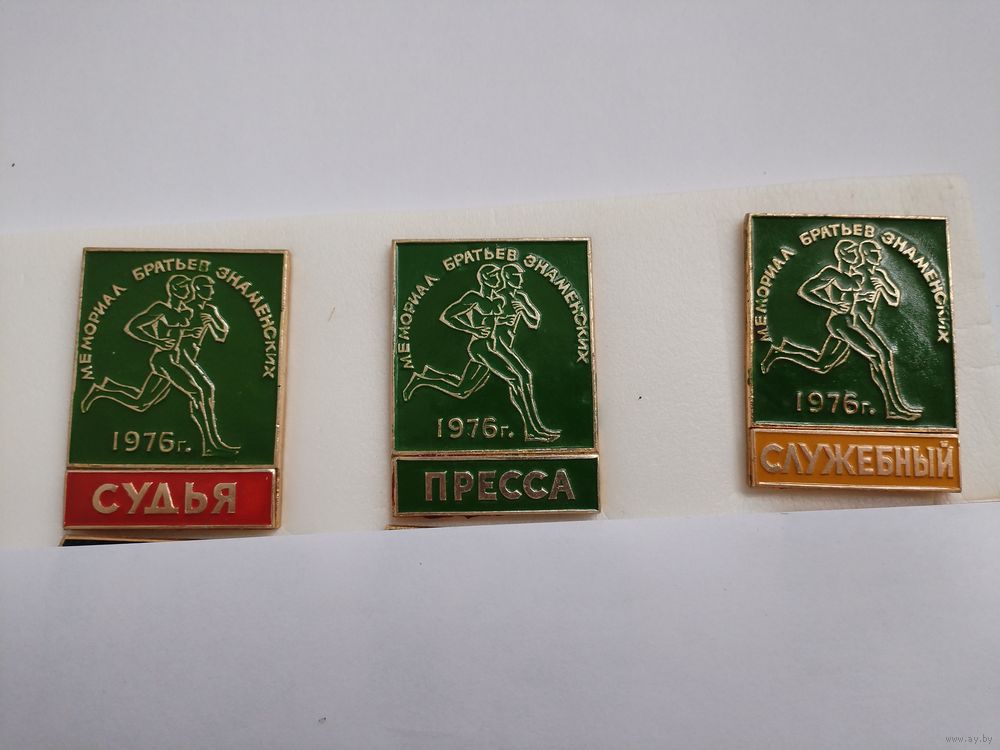 МЕМОРИАЛ БРАТЬЕВ ЗНАМЕНСКИХ
1976г.
СУДЬЯ
МЕМОРИАЛ БРАТЬЕВ ЗНАМЕНСКИХ
1976г.
ПРЕССА
МЕМОРИАЛ БРАТЬЕВ ЗНАМЕНСКИХ
1976г.
СЛУЖЕБНЫЙ
www.ay.by